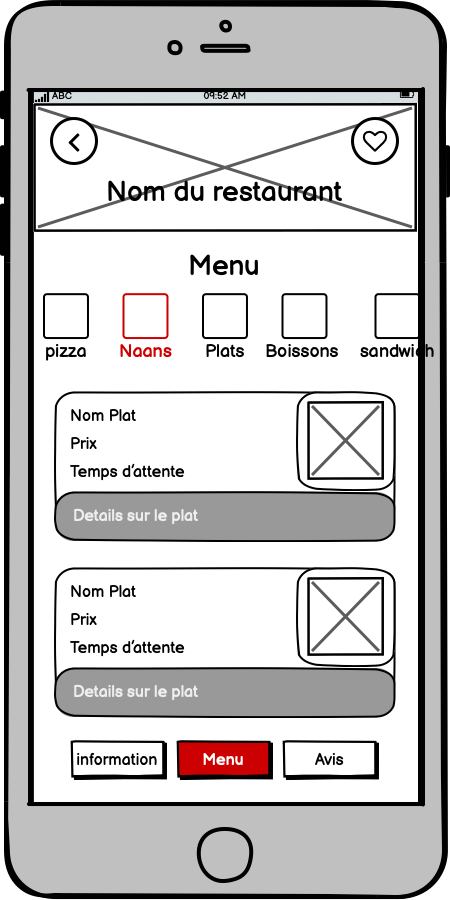 ABC 09:52 AM
Nom du restaurant
Menu
pizza Naans Plats Boissons sandwich
Nom Plat
Prix
Temps d'attente
Details sur le plat
Nom Plat
Prix
Temps d'attente
Details sur le plat
information Menu Avis